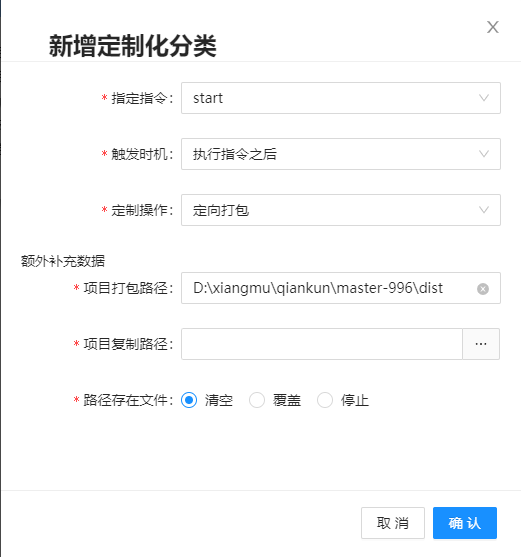 新增定制化分类
* 指定指令: start
* 触发时机: 执行指令之后
* 定制操作: 定向打包
额外补充数据
* 项目打包路径: D:\xiangmu\qiankun\master-996\dist
* 项目复制路径: ...
* 路径存在文件: 清空 覆盖 停止
取 消 确 认